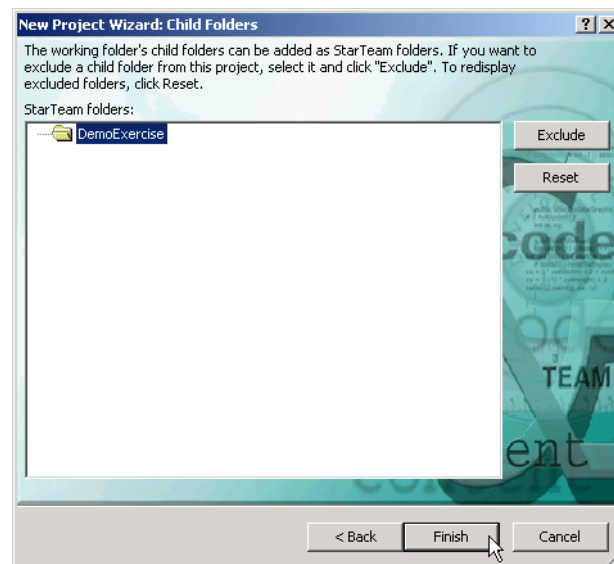 New Project Wizard: Child Folders
The working folder's child folders can be added as StarTeam folders. If you want to
exclude a child folder from this project, select it and click "Exclude". To redisplay
excluded folders, click Reset.
StarTeam folders:
DemoExercise
Exclude
Reset
code
TEAM
ent
< Back
Finish
Cancel